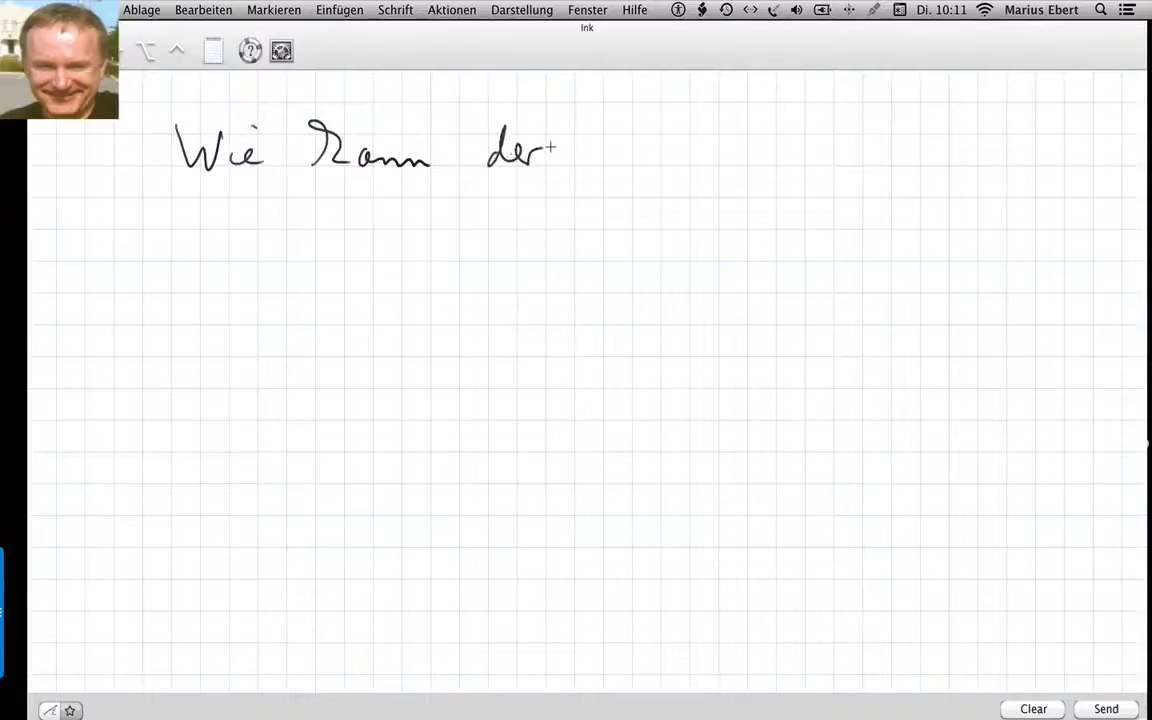 Ablage Bearbeiten Markieren Einfügen Schrift Aktionen Darstellung Fenster Hilfe Di. 10:11 Marius Ebert
Ink
Wie kann der
Clear Send